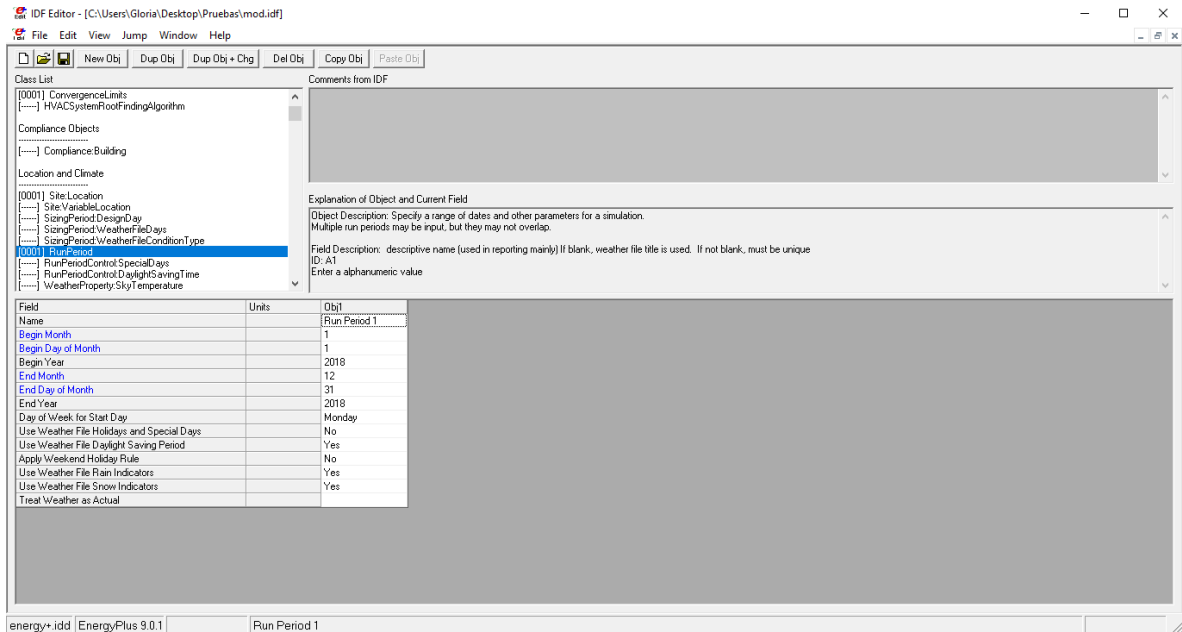 IDF Editor - [C:\Users\Gloria\Desktop\Pruebas\mod.idf]
File Edit View Jump Window Help
New Obj Dup Obj Dup Obj + Chg Del Obj Copy Obj Paste Obj
Class List
[0001] ConvergenceLimits
[------] HVACSystemRootFindingAlgorithm
Compliance Objects
--------------------------
[------] Compliance:Building
Location and Climate
--------------------------
[0001] Site:Location
[------] Site:VariableLocation
[------] SizingPeriod:DesignDay
[------] SizingPeriod:WeatherFileDays
[------] SizingPeriod:WeatherFileConditionType
[0001] RunPeriod
[------] RunPeriodControl:SpecialDays
[------] RunPeriodControl:DaylightSavingTime
[------] WeatherProperty:SkyTemperature
Comments from IDF
Explanation of Object and Current Field
Object Description: Specify a range of dates and other parameters for a simulation.
Multiple run periods may be input, but they may not overlap.
Field Description: descriptive name (used in reporting mainly) If blank, weather file title is used. If not blank, must be unique
ID: A1
Enter a alphanumeric value
Field Units Obj1
Name Run Period 1
Begin Month 1
Begin Day of Month 1
Begin Year 2018
End Month 12
End Day of Month 31
End Year 2018
Day of Week for Start Day Monday
Use Weather File Holidays and Special Days No
Use Weather File Daylight Saving Period Yes
Apply Weekend Holiday Rule No
Use Weather File Rain Indicators Yes
Use Weather File Snow Indicators Yes
Treat Weather as Actual
energy+.idd EnergyPlus 9.0.1 Run Period 1